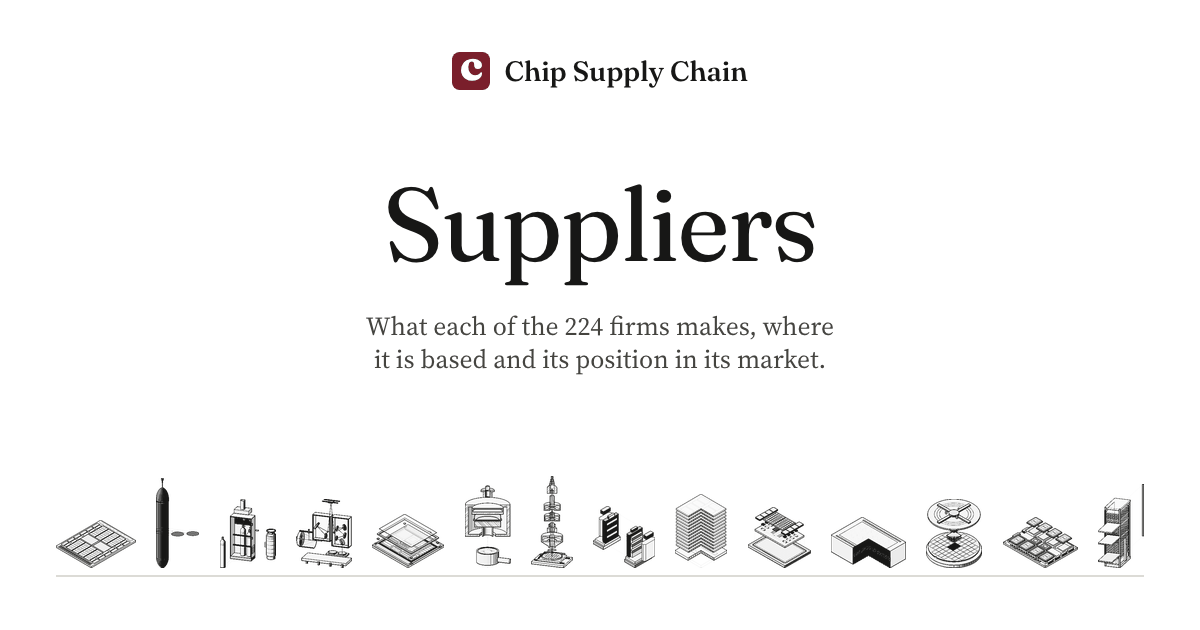 C Chip Supply Chain
Suppliers
What each of the 224 firms makes, where
it is based and its position in its market.